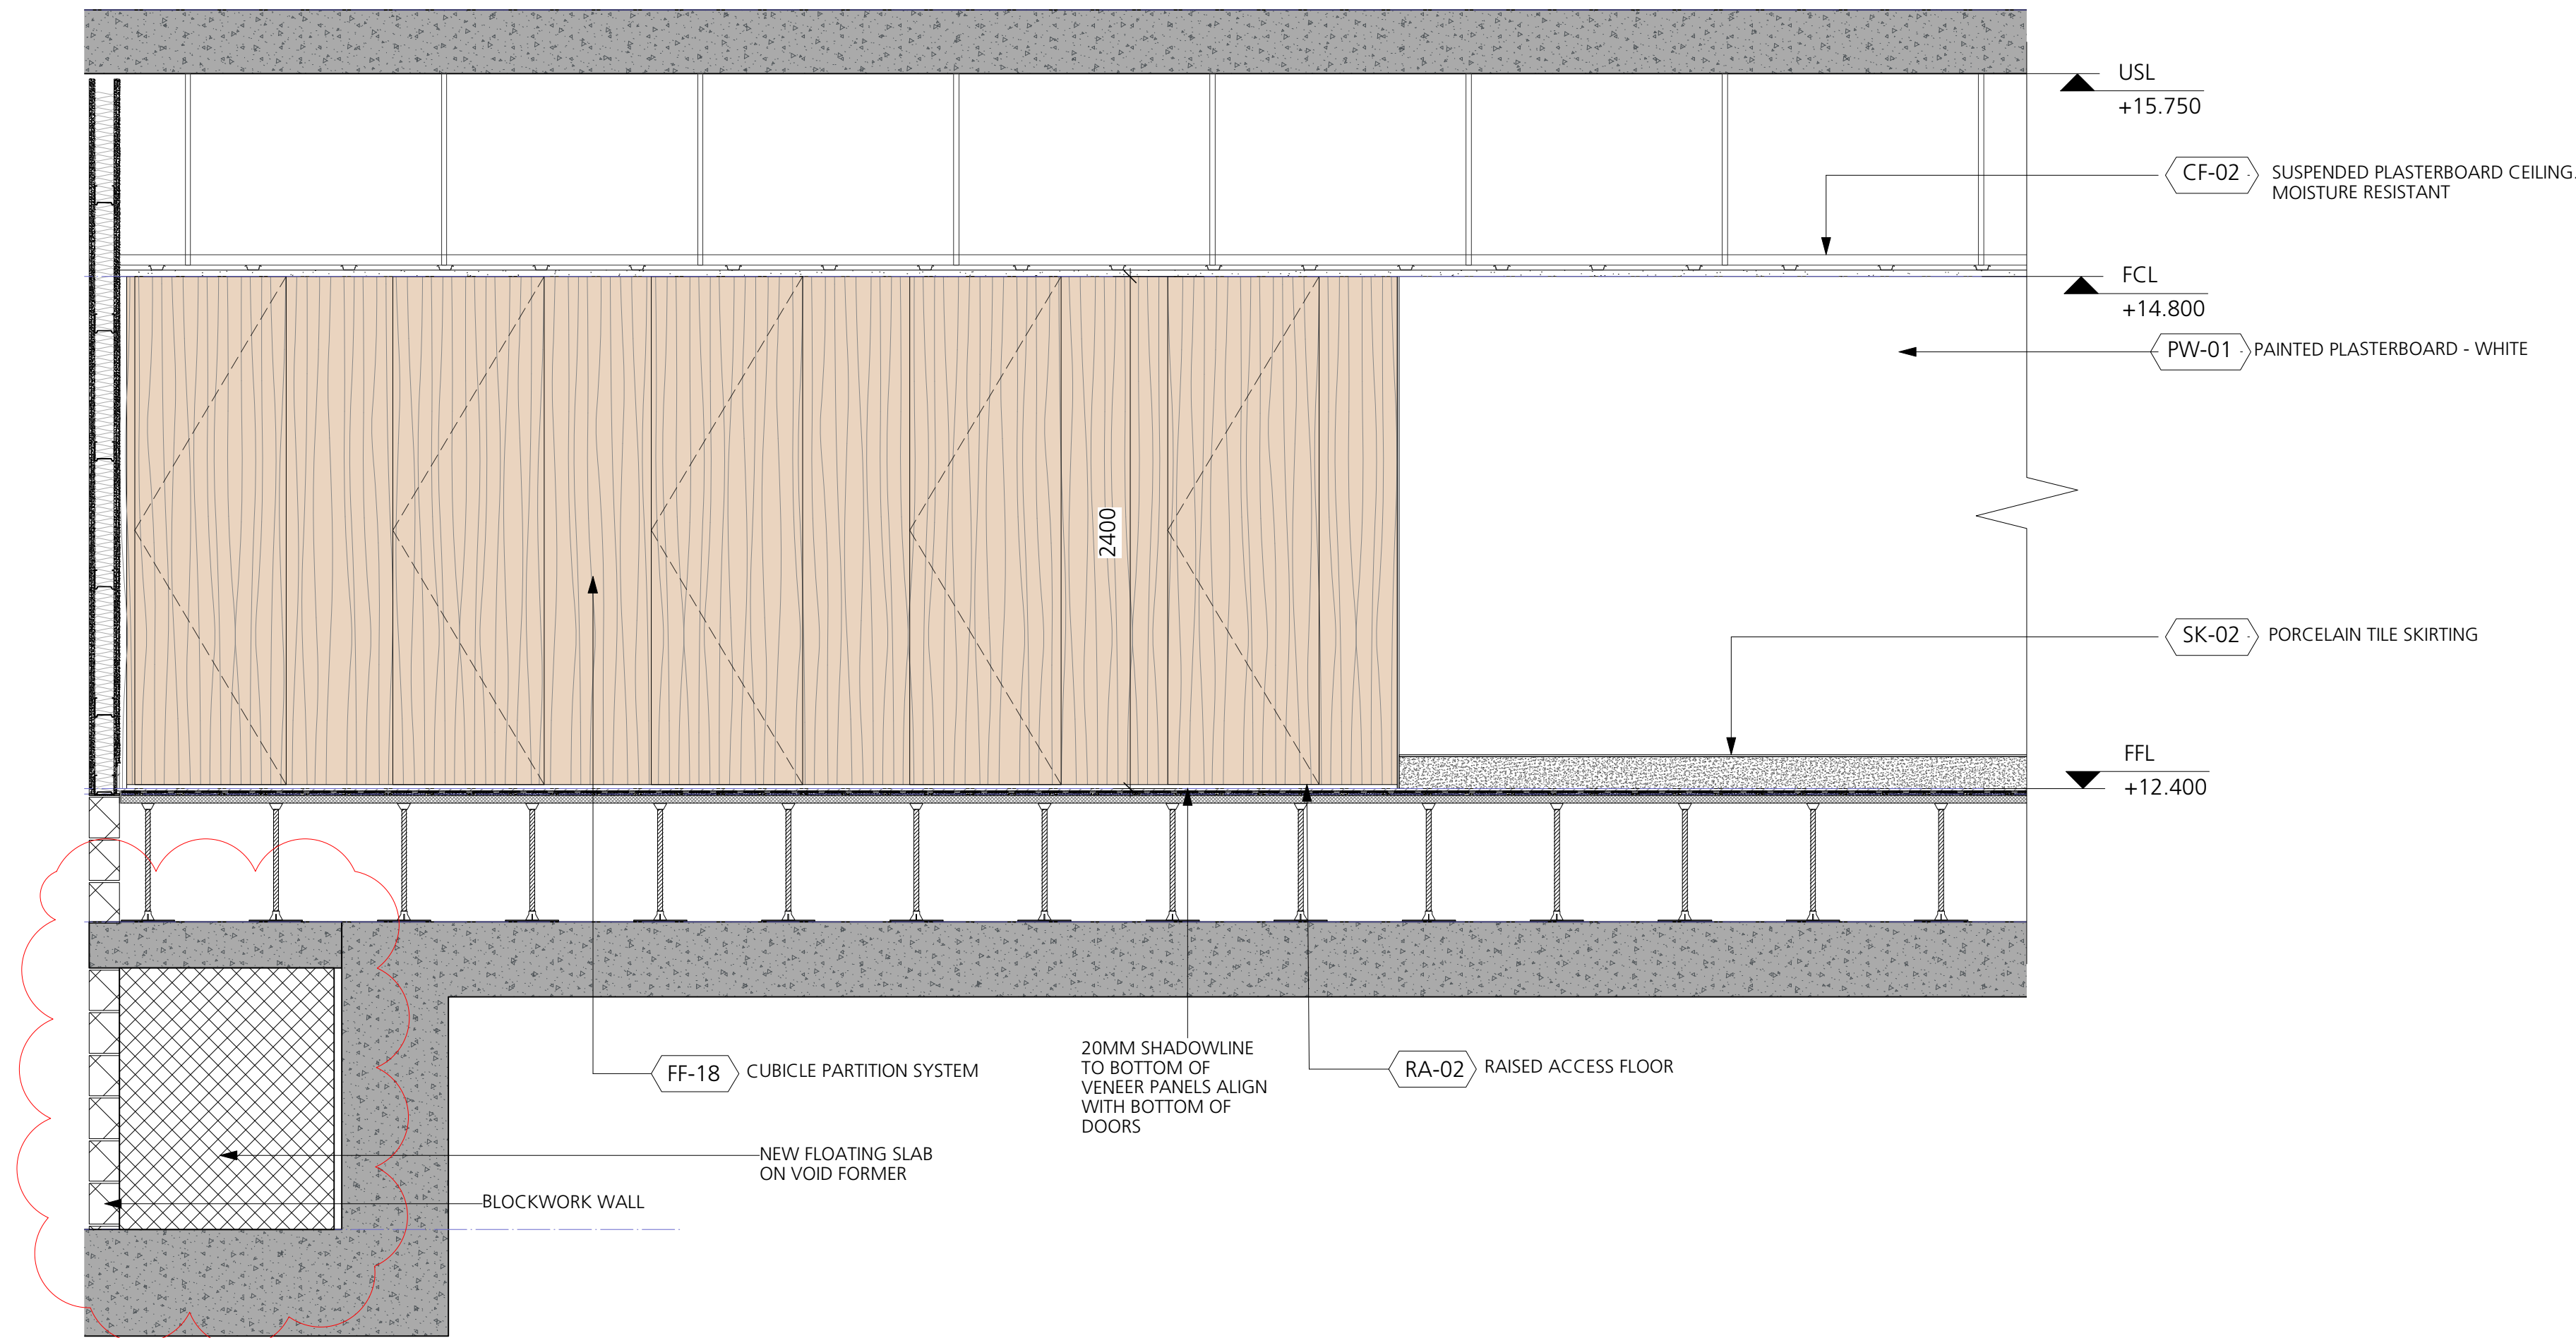 USL
+15.750
CF-02
SUSPENDED PLASTERBOARD CEILING.
MOISTURE RESISTANT
FCL
+14.800
PW-01
PAINTED PLASTERBOARD - WHITE
2400
SK-02
PORCELAIN TILE SKIRTING
FFL
+12.400
FF-18
CUBICLE PARTITION SYSTEM
20MM SHADOWLINE
TO BOTTOM OF
VENEER PANELS ALIGN
WITH BOTTOM OF
DOORS
RA-02
RAISED ACCESS FLOOR
NEW FLOATING SLAB
ON VOID FORMER
BLOCKWORK WALL